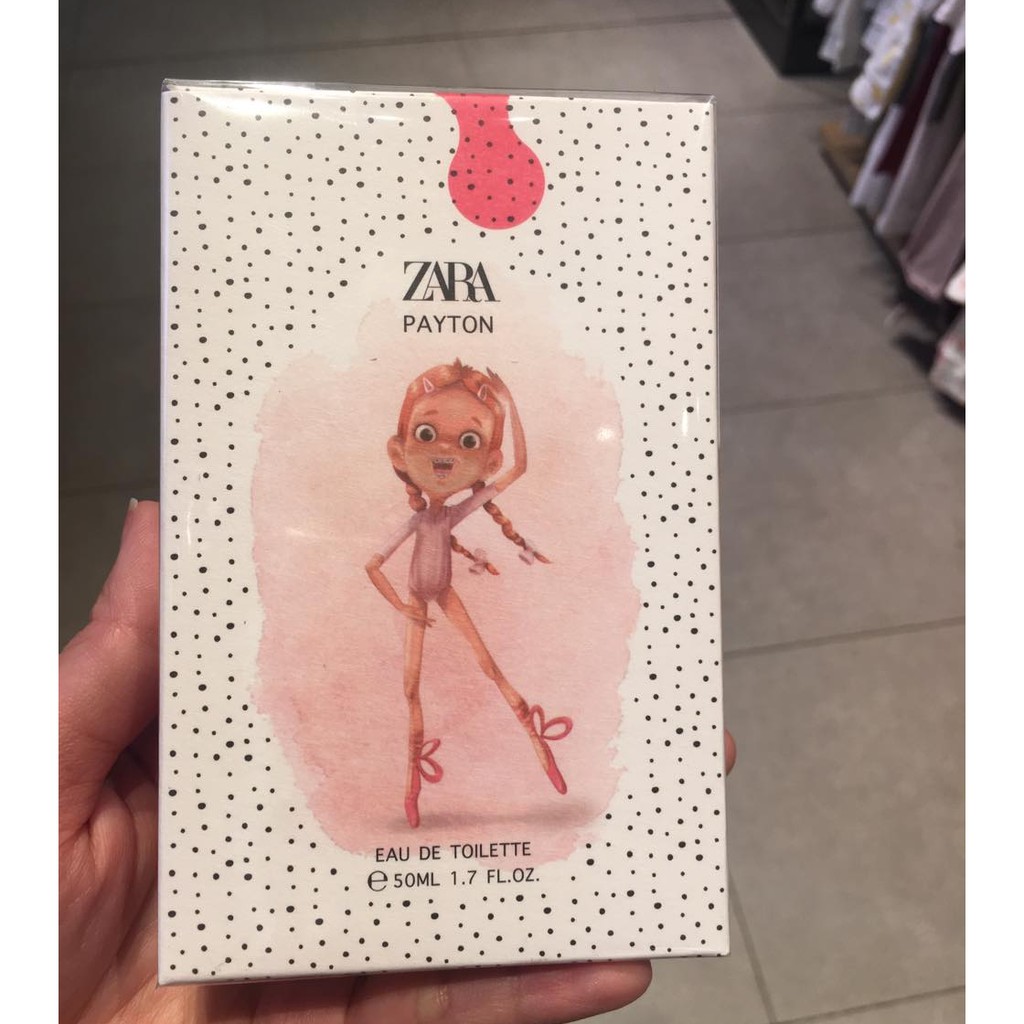 ZARA
PAYTON
EAU DE TOILETTE
℮ 50ML 1.7 FL.OZ.